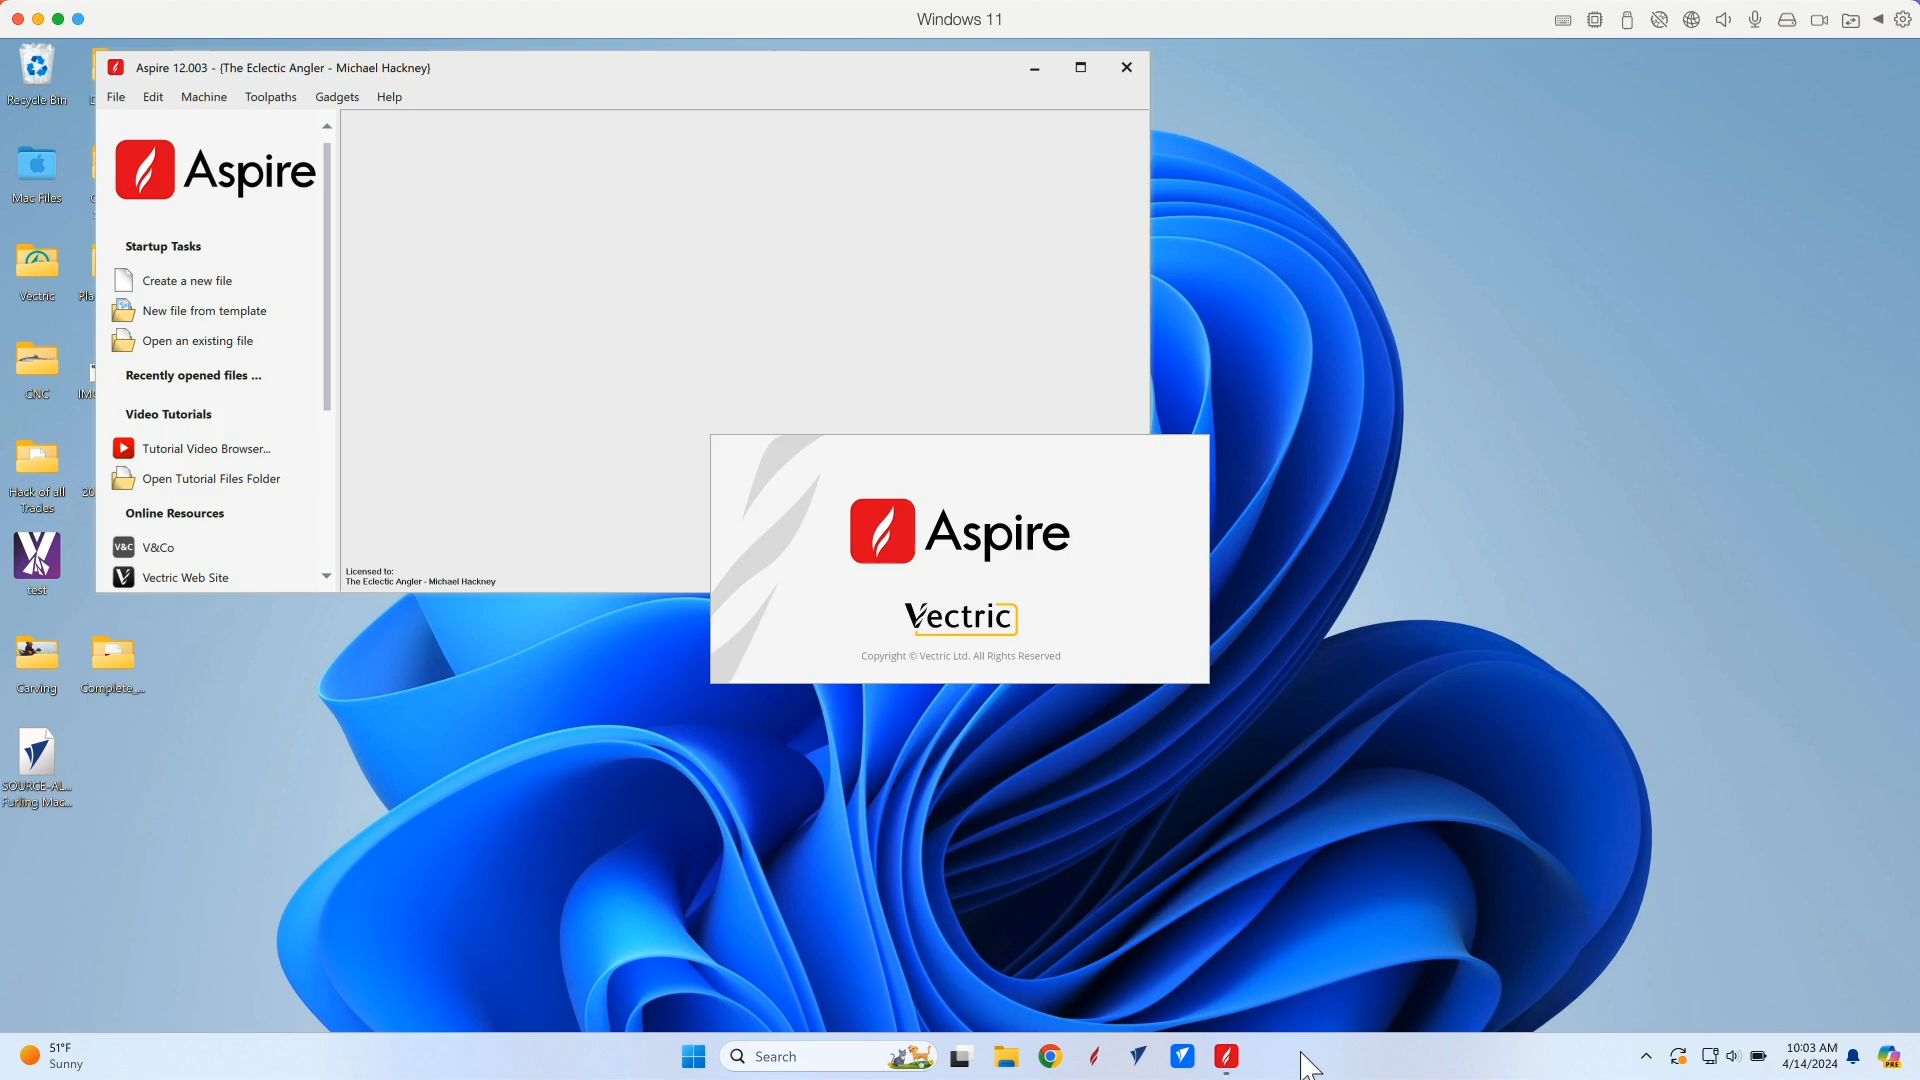 Windows 11
Recycle Bin
Mac Files
Vectric
CNC
Hack of all
Trades
test
Carving
Complete_...
SOURCE-AL...
Furling Mac...
Aspire 12.003 - {The Eclectic Angler - Michael Hackney}
File Edit Machine Toolpaths Gadgets Help
Aspire
Startup Tasks
Create a new file
New file from template
Open an existing file
Recently opened files ...
Video Tutorials
Tutorial Video Browser...
Open Tutorial Files Folder
Online Resources
V&C V&Co
Vectric Web Site
Licensed to:
The Eclectic Angler - Michael Hackney
Aspire
Vectric
Copyright © Vectric Ltd. All Rights Reserved
51°F
Sunny
Search
10:03 AM
4/14/2024
PRE